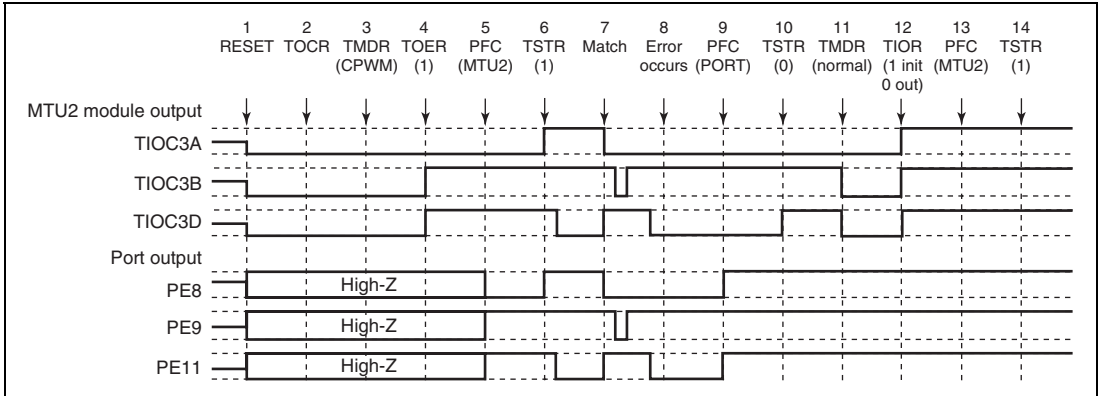 1 2 3 4 5 6 7 8 9 10 11 12 13 14
RESET TOCR TMDR TOER PFC TSTR Match Error PFC TSTR TMDR TIOR PFC TSTR
(CPWM) (1) (MTU2) (1) occurs (PORT) (0) (normal) (1 init (MTU2) (1)
0 out)
MTU2 module output
TIOC3A
TIOC3B
TIOC3D
Port output
PE8 High-Z
PE9 High-Z
PE11 High-Z